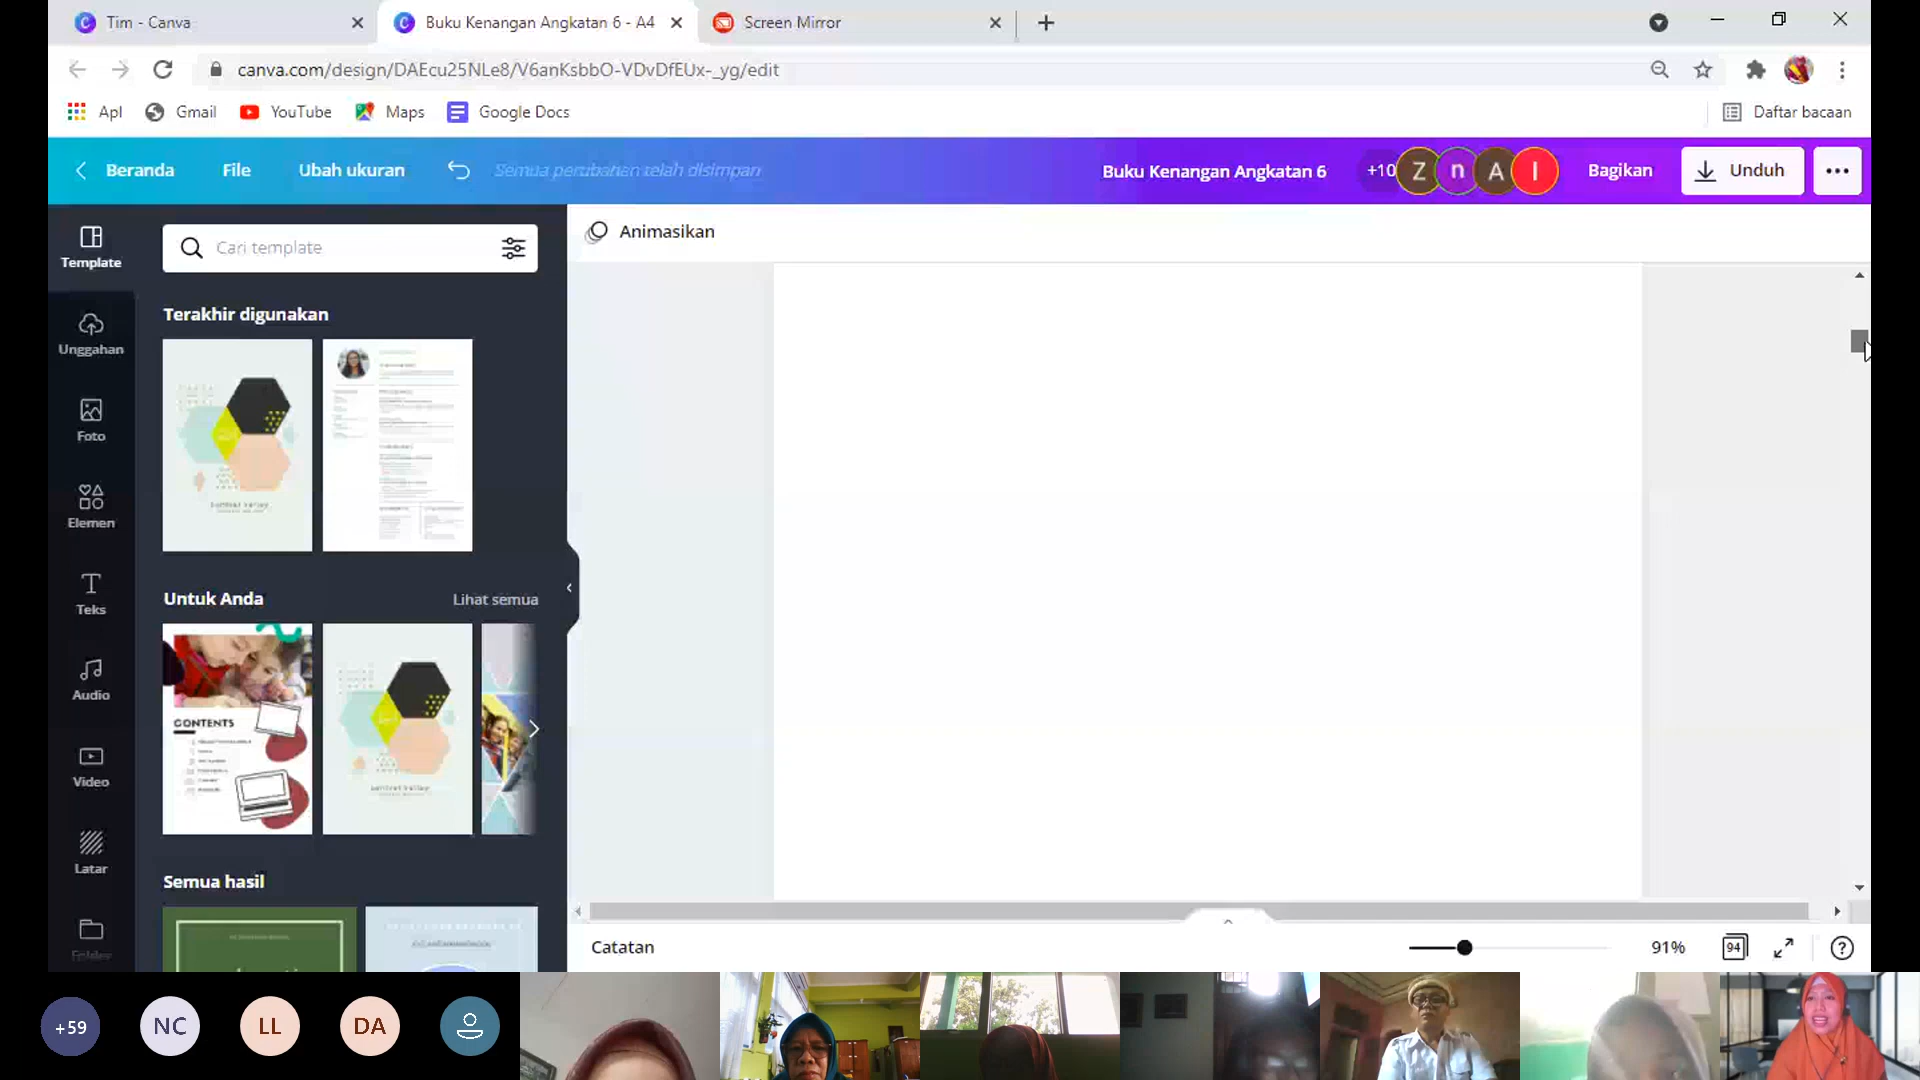 Tim - Canva
Buku Kenangan Angkatan 6 - A4
Screen Mirror
canva.com/design/DAEcu25NLe8/V6anKsbbO-VDvDfEUx-_yg/edit
Apl
Gmail
YouTube
Maps
Google Docs
Daftar bacaan
Beranda
File
Ubah ukuran
Semua perubahan telah disimpan
Buku Kenangan Angkatan 6
+10
Z
n
A
I
Bagikan
Unduh
Template
Cari template
Animasikan
Terakhir digunakan
Unggahan
Foto
Elemen
Teks
Untuk Anda
Lihat semua
Audio
CONTENTS
Video
Latar
Semua hasil
Folder
Catatan
91%
94
+59
NC
LL
DA